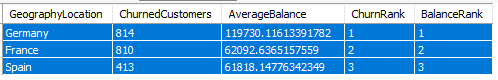 GeographyLocation ChurnedCustomers AverageBalance ChurnRank BalanceRank
Germany 814 119730.11613391782 1 1
France 810 62092.6365157559 2 2
Spain 413 61818.14776342349 3 3